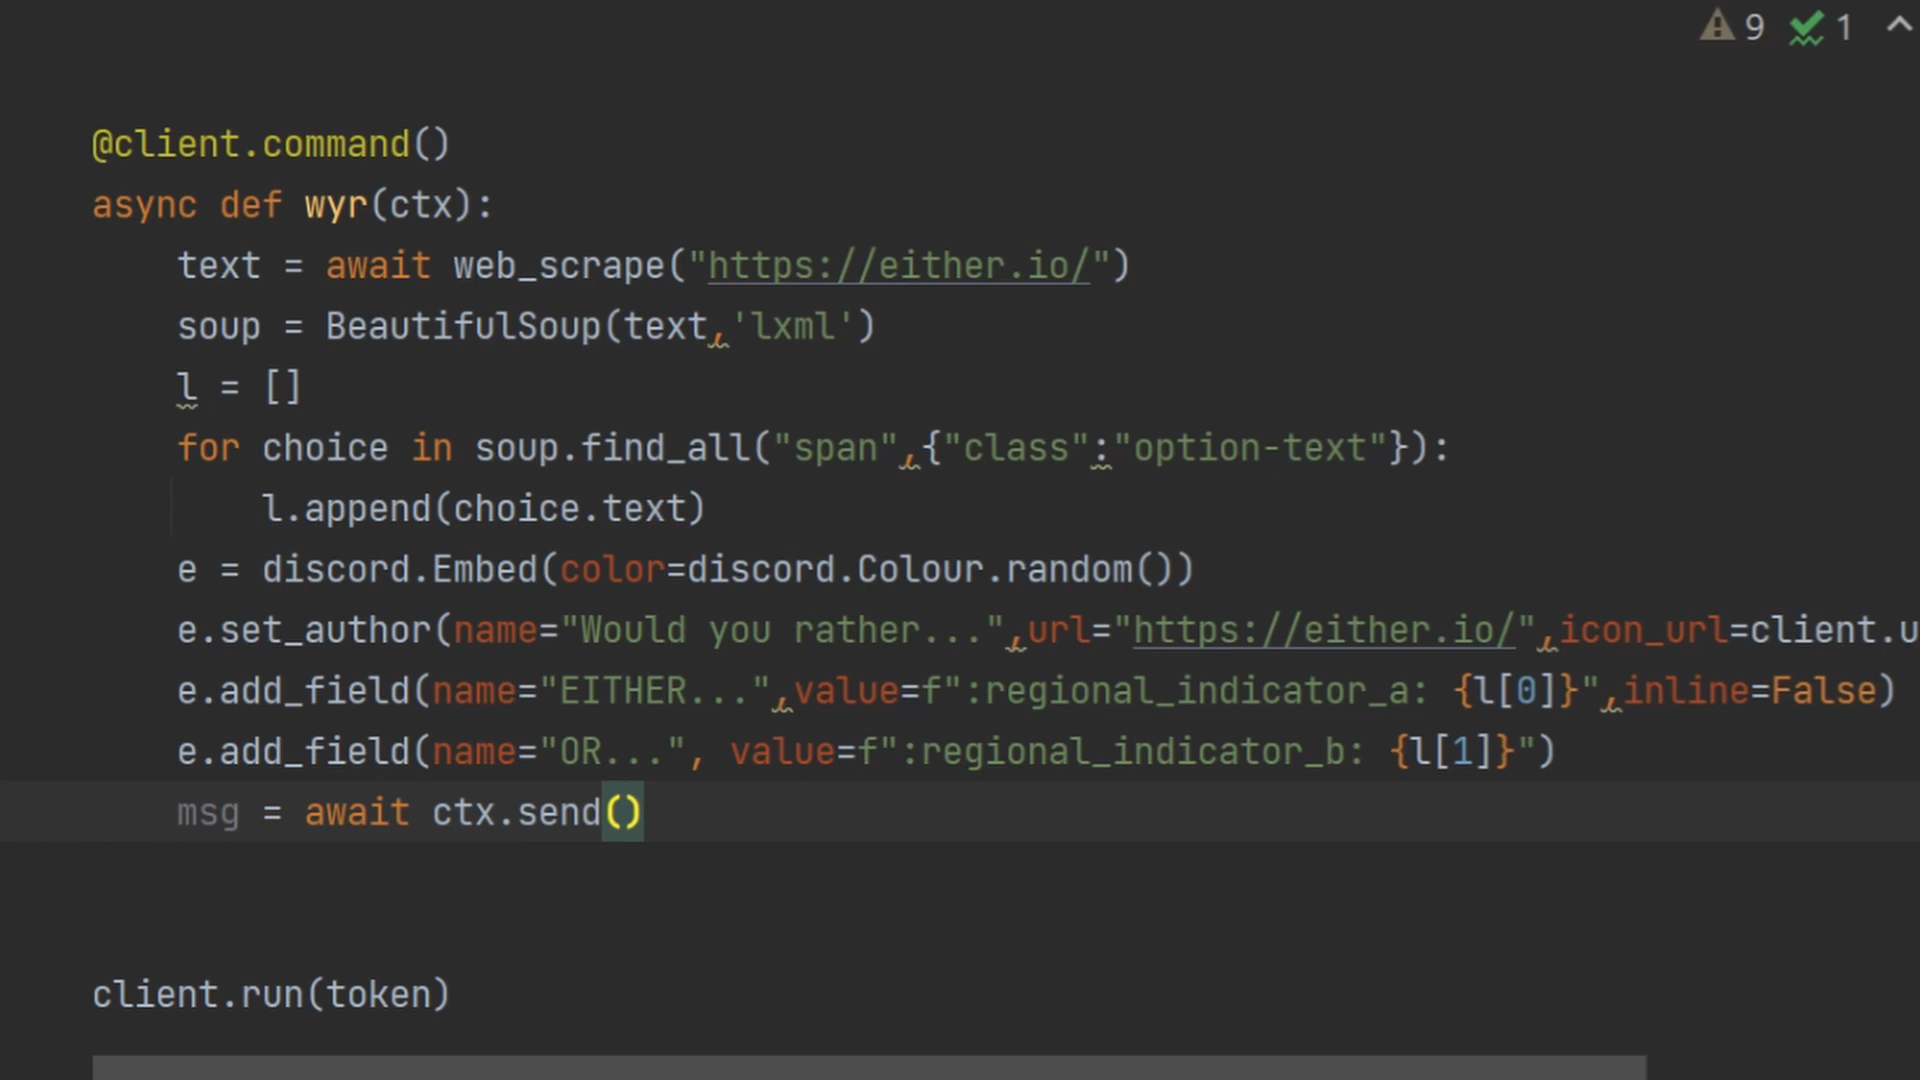 9 1
@client.command()
async def wyr(ctx):
    text = await web_scrape("https://either.io/")
    soup = BeautifulSoup(text,'lxml')
    l = []
    for choice in soup.find_all("span",{"class":"option-text"}):
        l.append(choice.text)
    e = discord.Embed(color=discord.Colour.random())
    e.set_author(name="Would you rather...",url="https://either.io/",icon_url=client.u
    e.add_field(name="EITHER...",value=f":regional_indicator_a: {l[0]}",inline=False)
    e.add_field(name="OR...", value=f":regional_indicator_b: {l[1]}")
    msg = await ctx.send()
client.run(token)